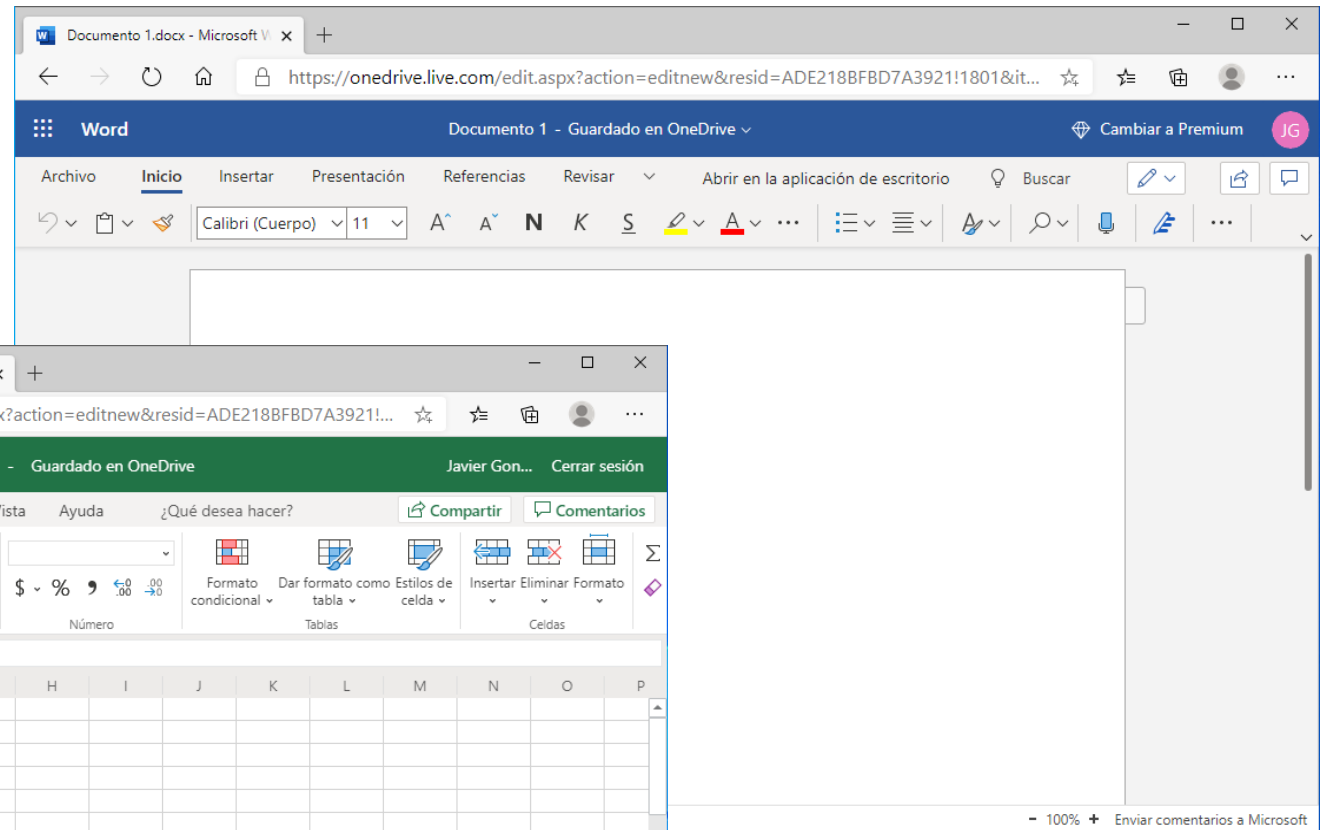 Documento 1.docx - Microsoft W
https://onedrive.live.com/edit.aspx?action=editnew&resid=ADE218BFBD7A3921!1801&it...
Word
Documento 1 - Guardado en OneDrive
Cambiar a Premium
JG
Archivo Inicio Insertar Presentación Referencias Revisar Abrir en la aplicación de escritorio Buscar
Calibri (Cuerpo) 11 A A N K S A
x?action=editnew&resid=ADE218BFBD7A3921!...
- Guardado en OneDrive
Javier Gon... Cerrar sesión
Vista Ayuda ¿Qué desea hacer? Compartir Comentarios
Formato condicional
Dar formato como tabla
Estilos de celda
Insertar Eliminar Formato
$ % , ,00 ,00
Número Tablas Celdas
H I J K L M N O P
- 100% + Enviar comentarios a Microsoft